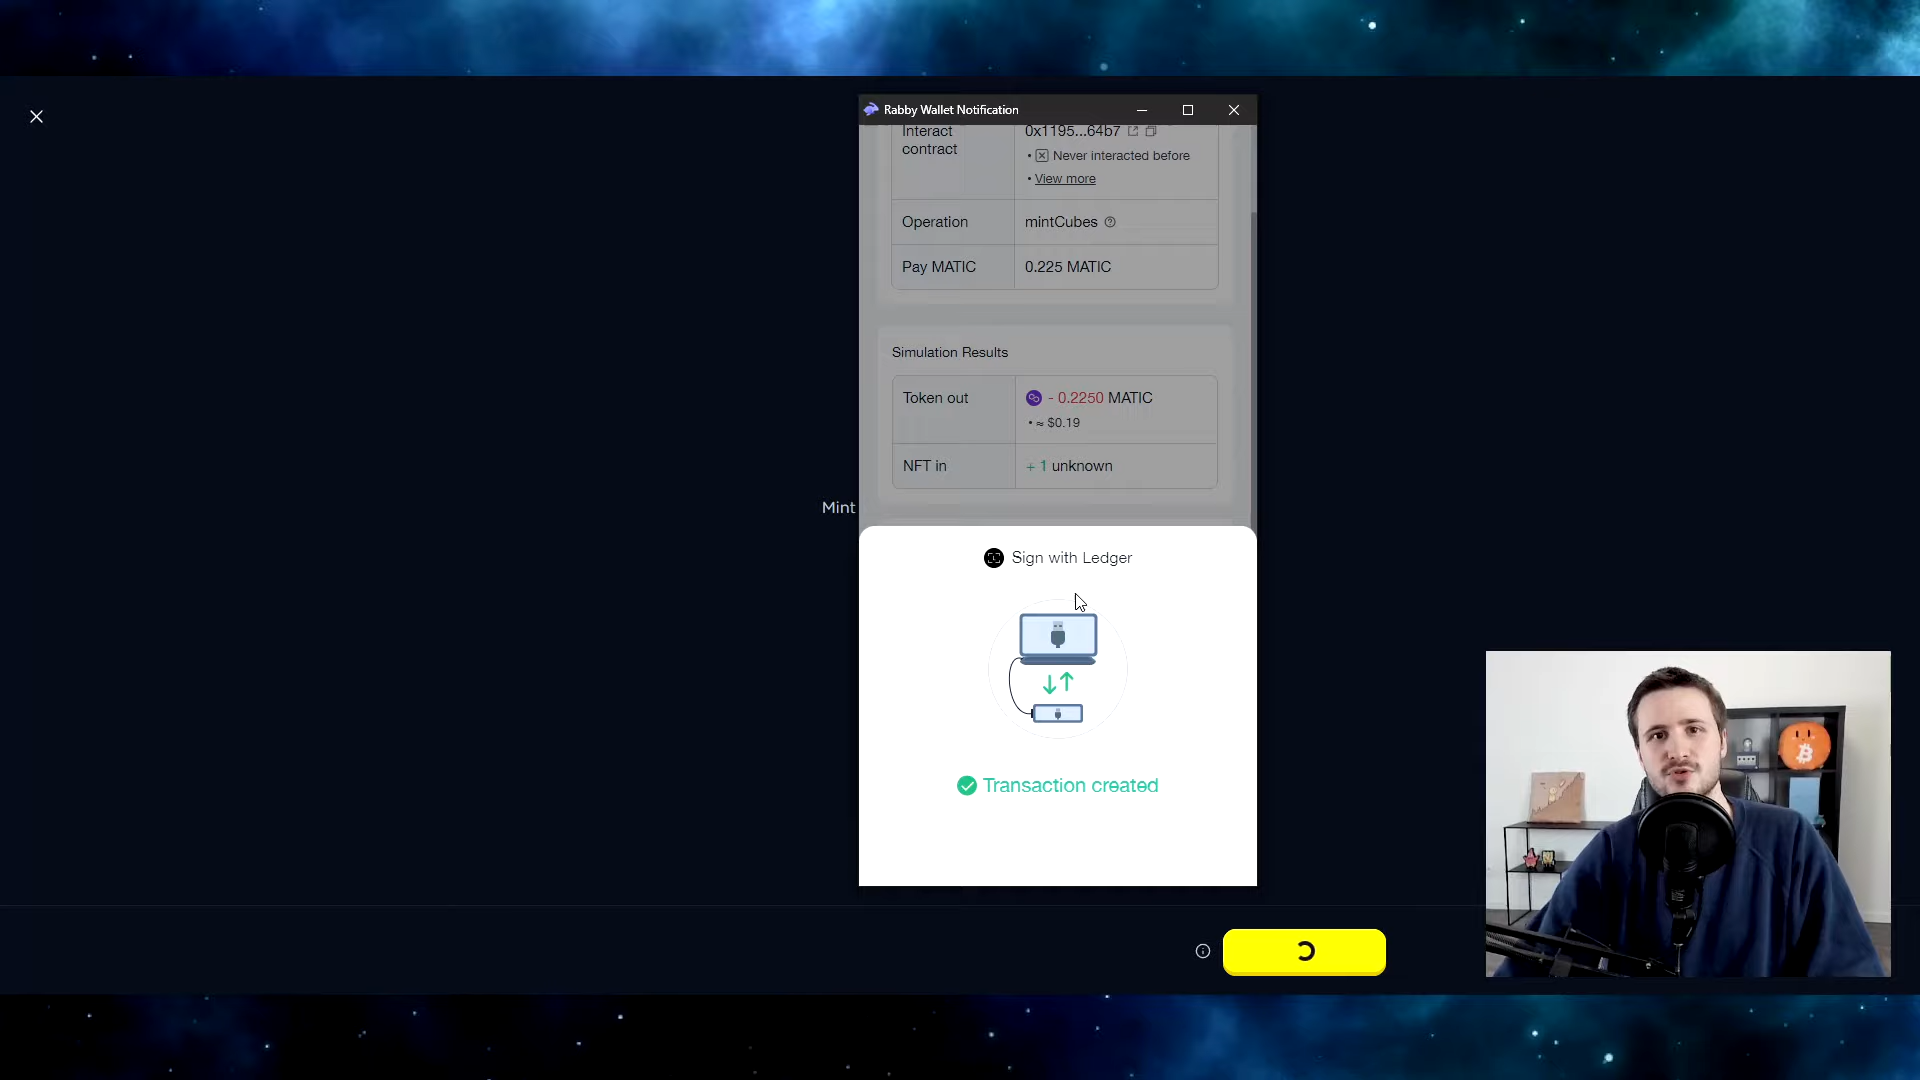 Rabby Wallet Notification
Interact contract
0x1195...64b7
• Never interacted before
• View more
Operation
mintCubes
Pay MATIC
0.225 MATIC
Simulation Results
Token out
- 0.2250 MATIC
• ≈ $0.19
NFT in
+ 1 unknown
Mint
Sign with Ledger
Transaction created